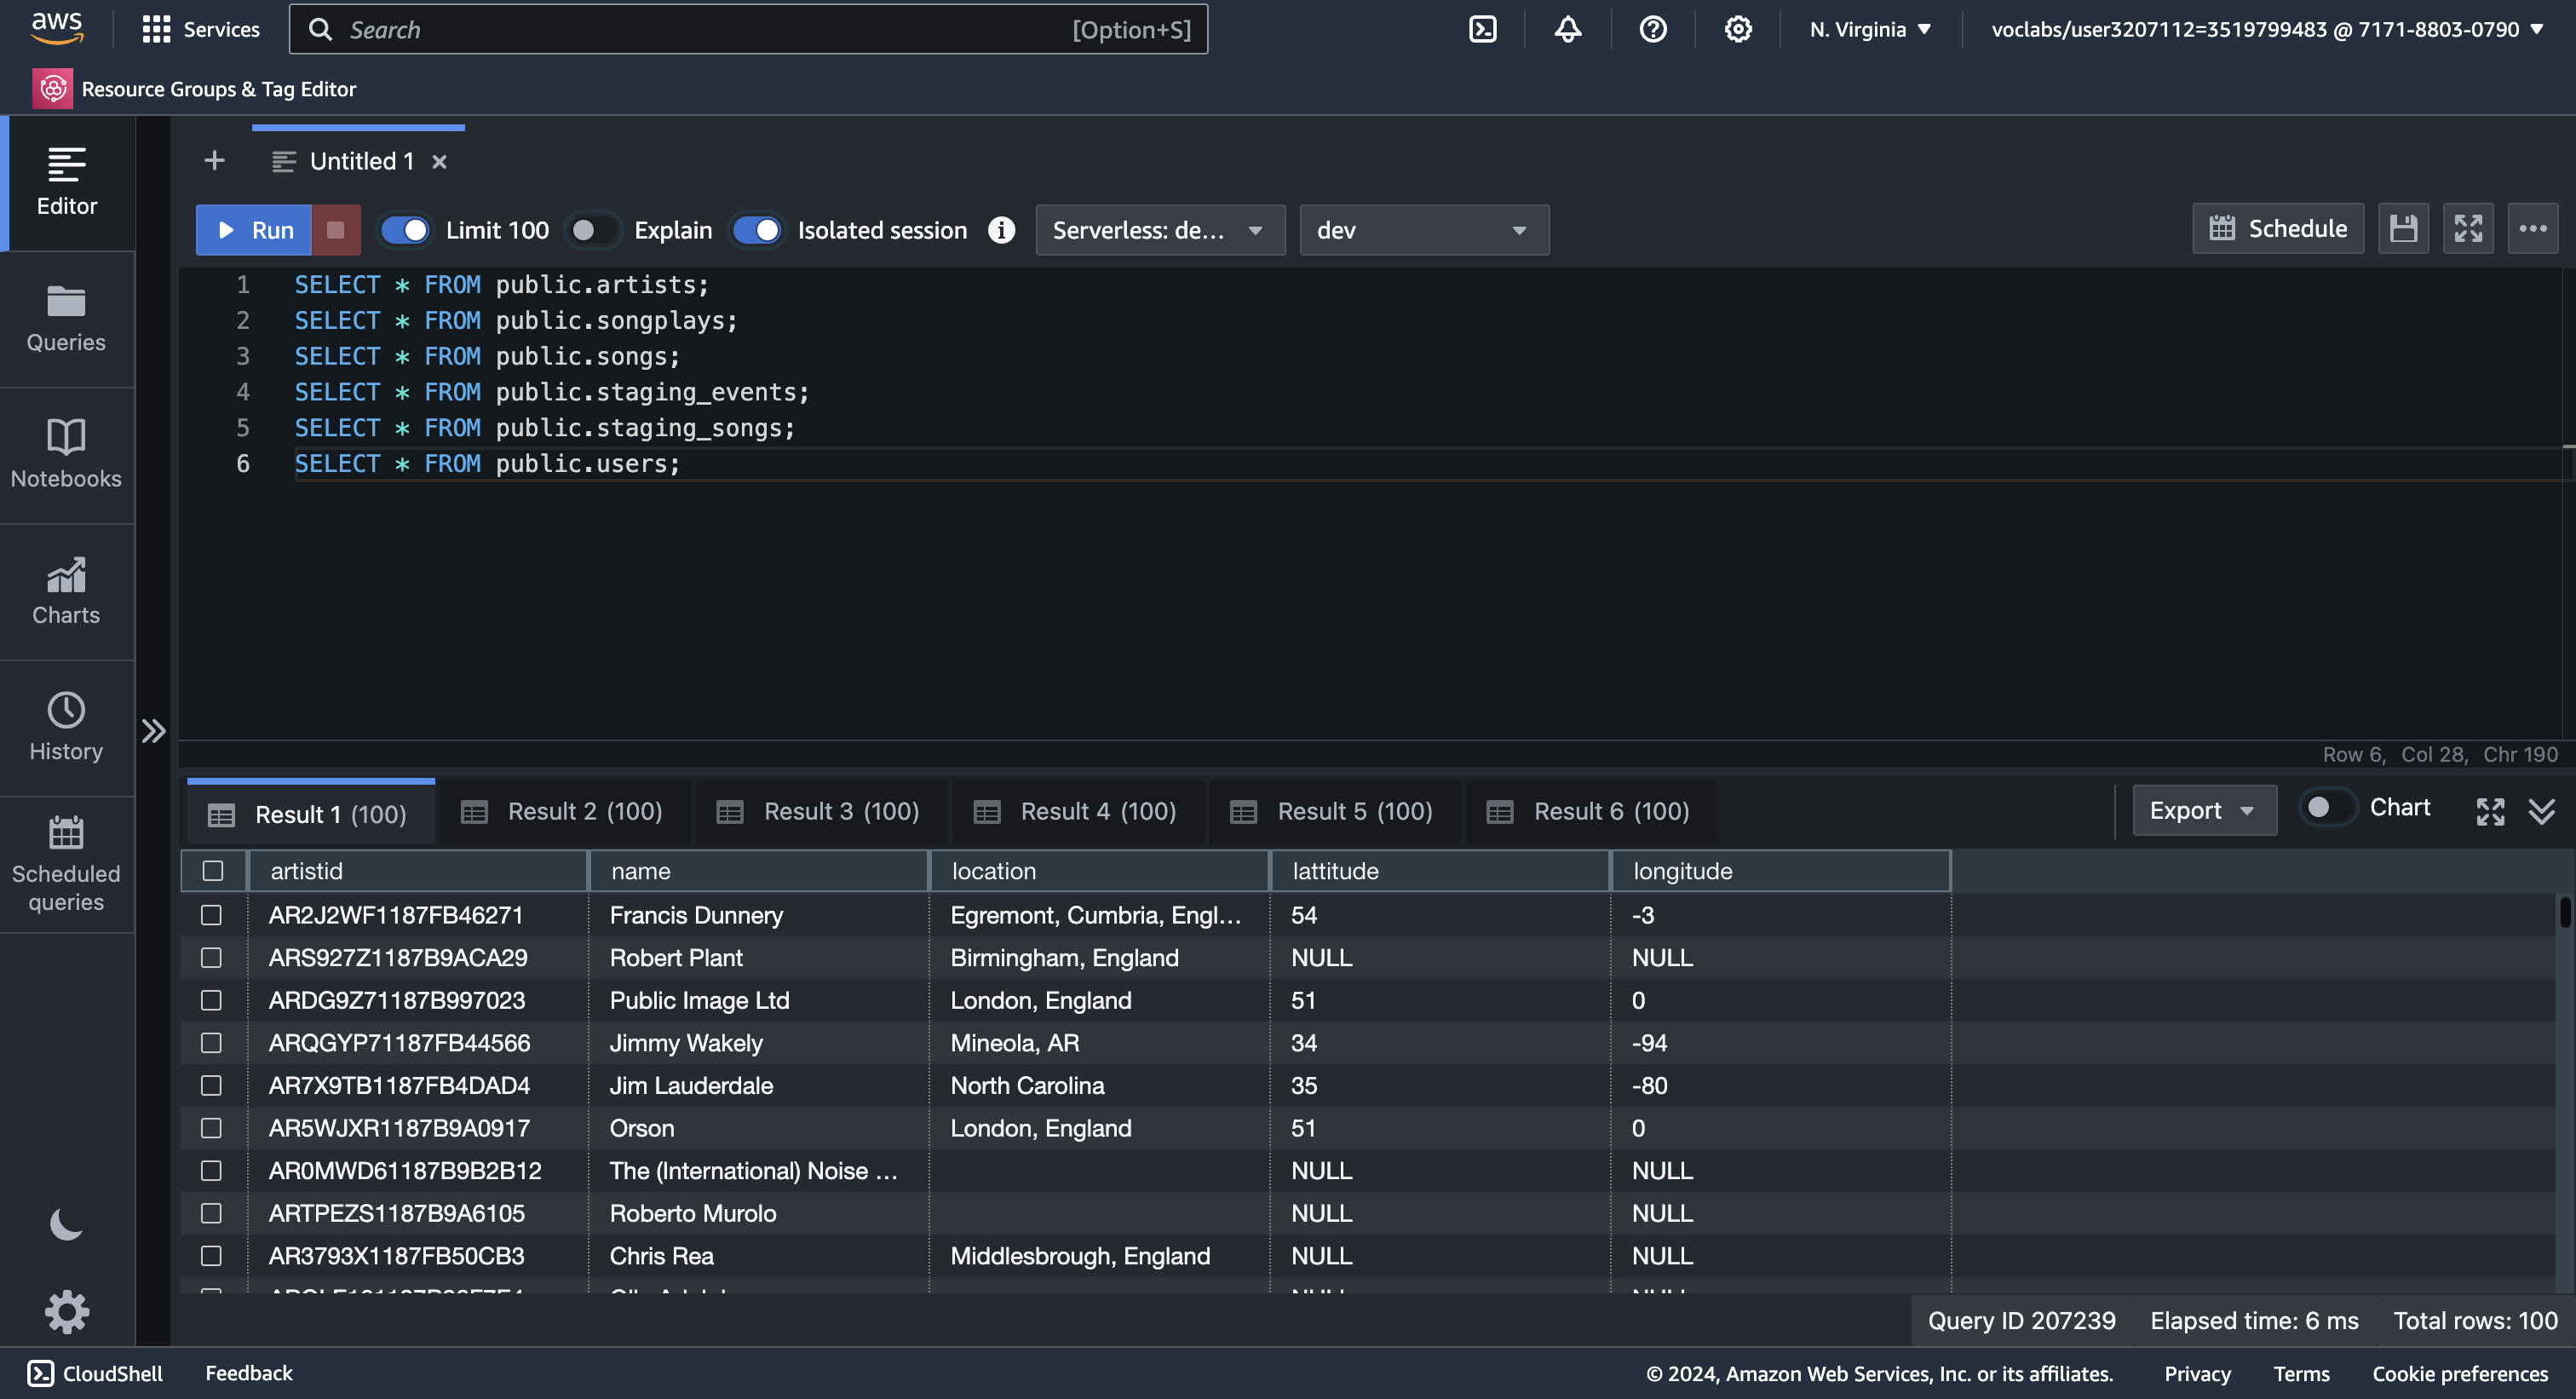 aws
Services
Search
[Option+S]
N. Virginia
voclabs/user3207112=3519799483 @ 7171-8803-0790
Resource Groups & Tag Editor
Editor
Queries
Notebooks
Charts
History
Scheduled
queries
Untitled 1
Run
Limit 100
Explain
Isolated session
Serverless: de...
dev
Schedule
1 SELECT * FROM public.artists;
2 SELECT * FROM public.songplays;
3 SELECT * FROM public.songs;
4 SELECT * FROM public.staging_events;
5 SELECT * FROM public.staging_songs;
6 SELECT * FROM public.users;
Row 6, Col 28, Chr 190
Result 1 (100)
Result 2 (100)
Result 3 (100)
Result 4 (100)
Result 5 (100)
Result 6 (100)
Export
Chart
artistid name location lattitude longitude
AR2J2WF1187FB46271 Francis Dunnery Egremont, Cumbria, Engl... 54 -3
ARS927Z1187B9ACA29 Robert Plant Birmingham, England NULL NULL
ARDG9Z71187B997023 Public Image Ltd London, England 51 0
ARQGYP71187FB44566 Jimmy Wakely Mineola, AR 34 -94
AR7X9TB1187FB4DAD4 Jim Lauderdale North Carolina 35 -80
AR5WJXR1187B9A0917 Orson London, England 51 0
AR0MWD61187B9B2B12 The (International) Noise ... NULL NULL
ARTPEZS1187B9A6105 Roberto Murolo NULL NULL
AR3793X1187FB50CB3 Chris Rea Middlesbrough, England NULL NULL
NULL NULL
Query ID 207239 Elapsed time: 6 ms Total rows: 100
CloudShell
Feedback
© 2024, Amazon Web Services, Inc. or its affiliates.
Privacy
Terms
Cookie preferences